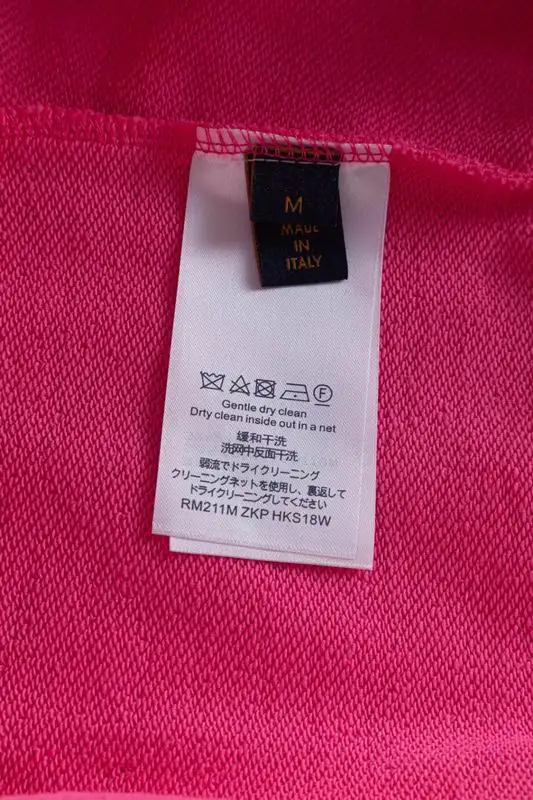 M
MADE
IN
ITALY
F
Gentle dry clean
Drty clean inside out in a net
缓和干洗
洗网中反面干洗
弱流でドライクリーニング
クリーニングネットを使用し、裏返して
ドライクリーニングしてください
RM211M ZKP HKS18W